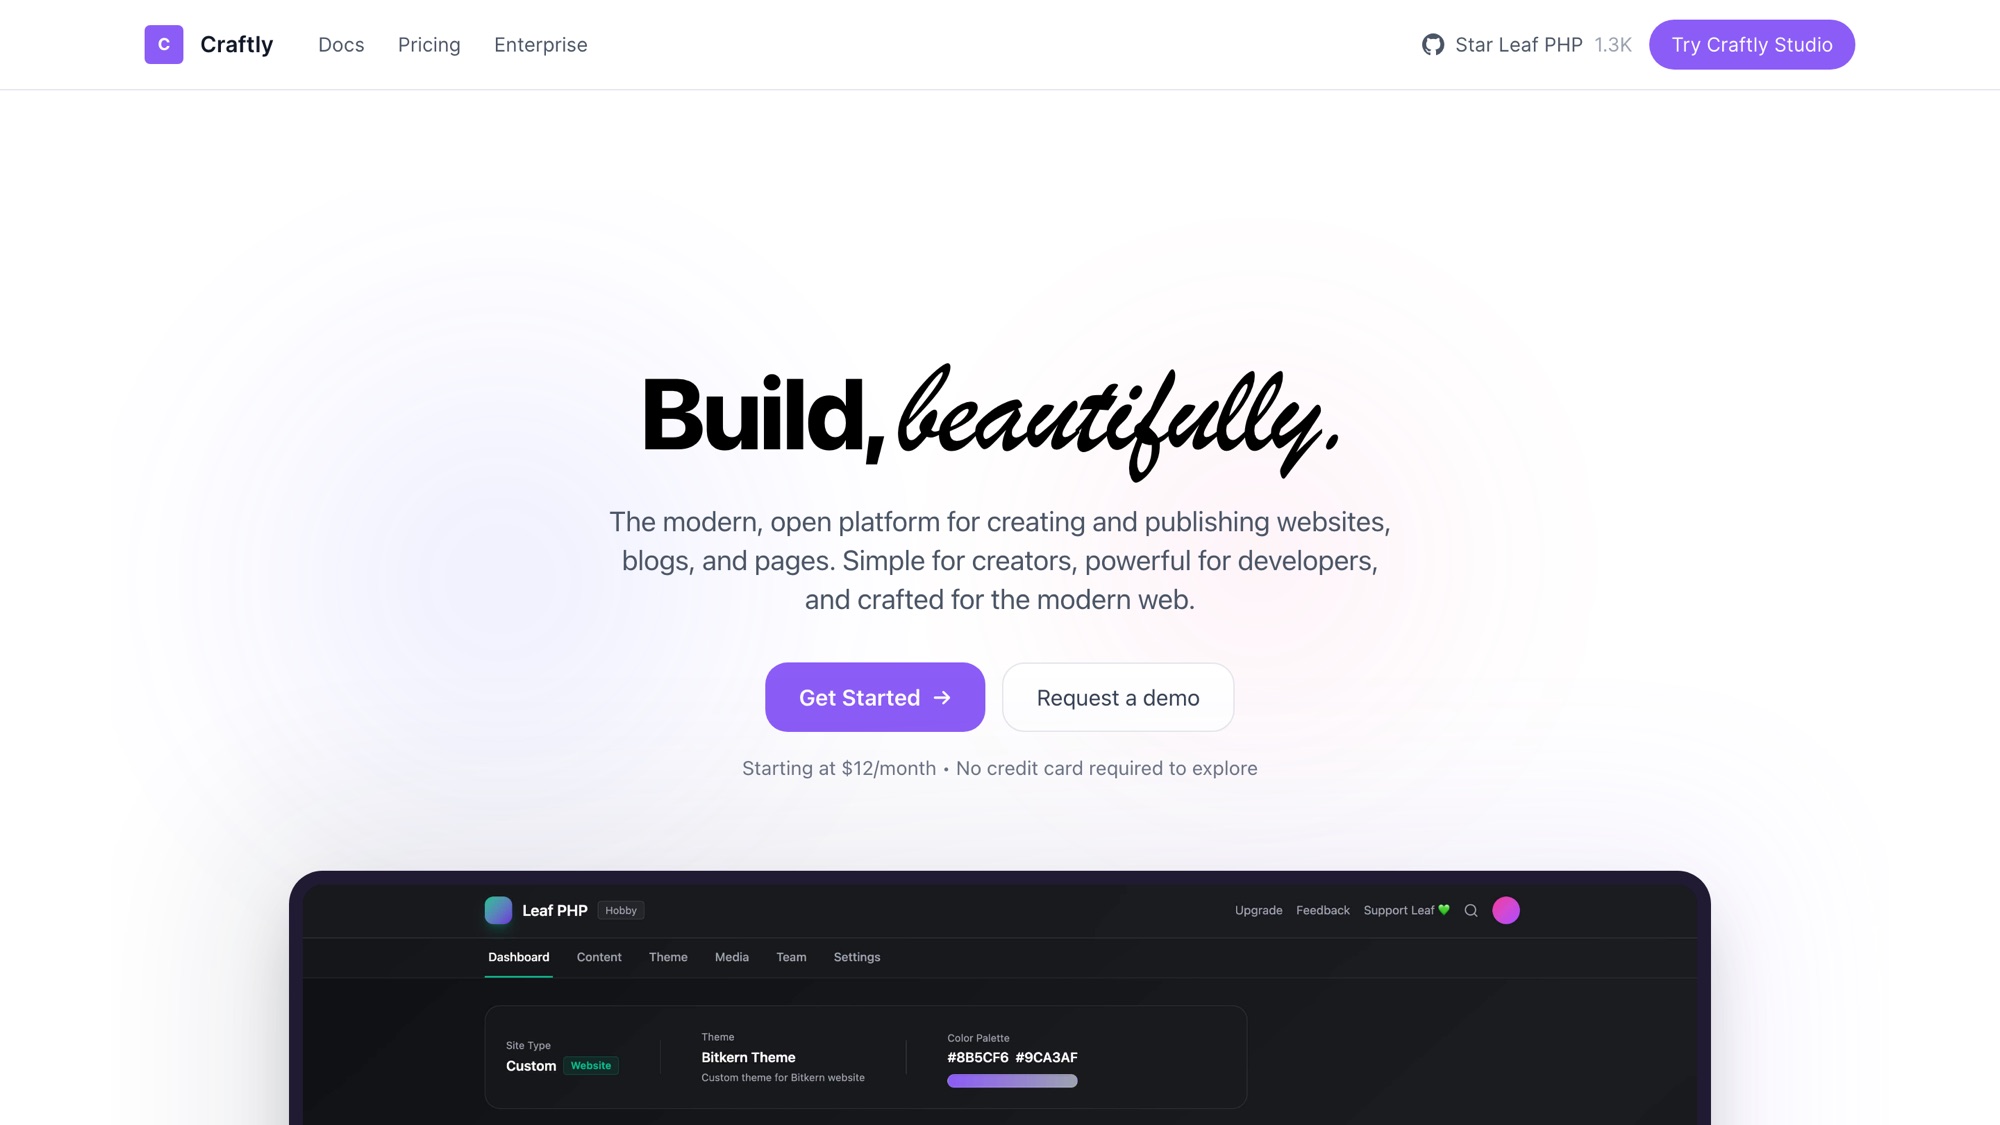 C Craftly Docs Pricing Enterprise Star Leaf PHP 1.3K Try Craftly Studio
Build, beautifully.
The modern, open platform for creating and publishing websites,
blogs, and pages. Simple for creators, powerful for developers,
and crafted for the modern web.
Get Started → Request a demo
Starting at $12/month • No credit card required to explore
Leaf PHP Hobby Upgrade Feedback Support Leaf 💚
Dashboard Content Theme Media Team Settings
Site Type
Custom Website
Theme
Bitkern Theme
Custom theme for Bitkern website
Color Palette
#8B5CF6 #9CA3AF